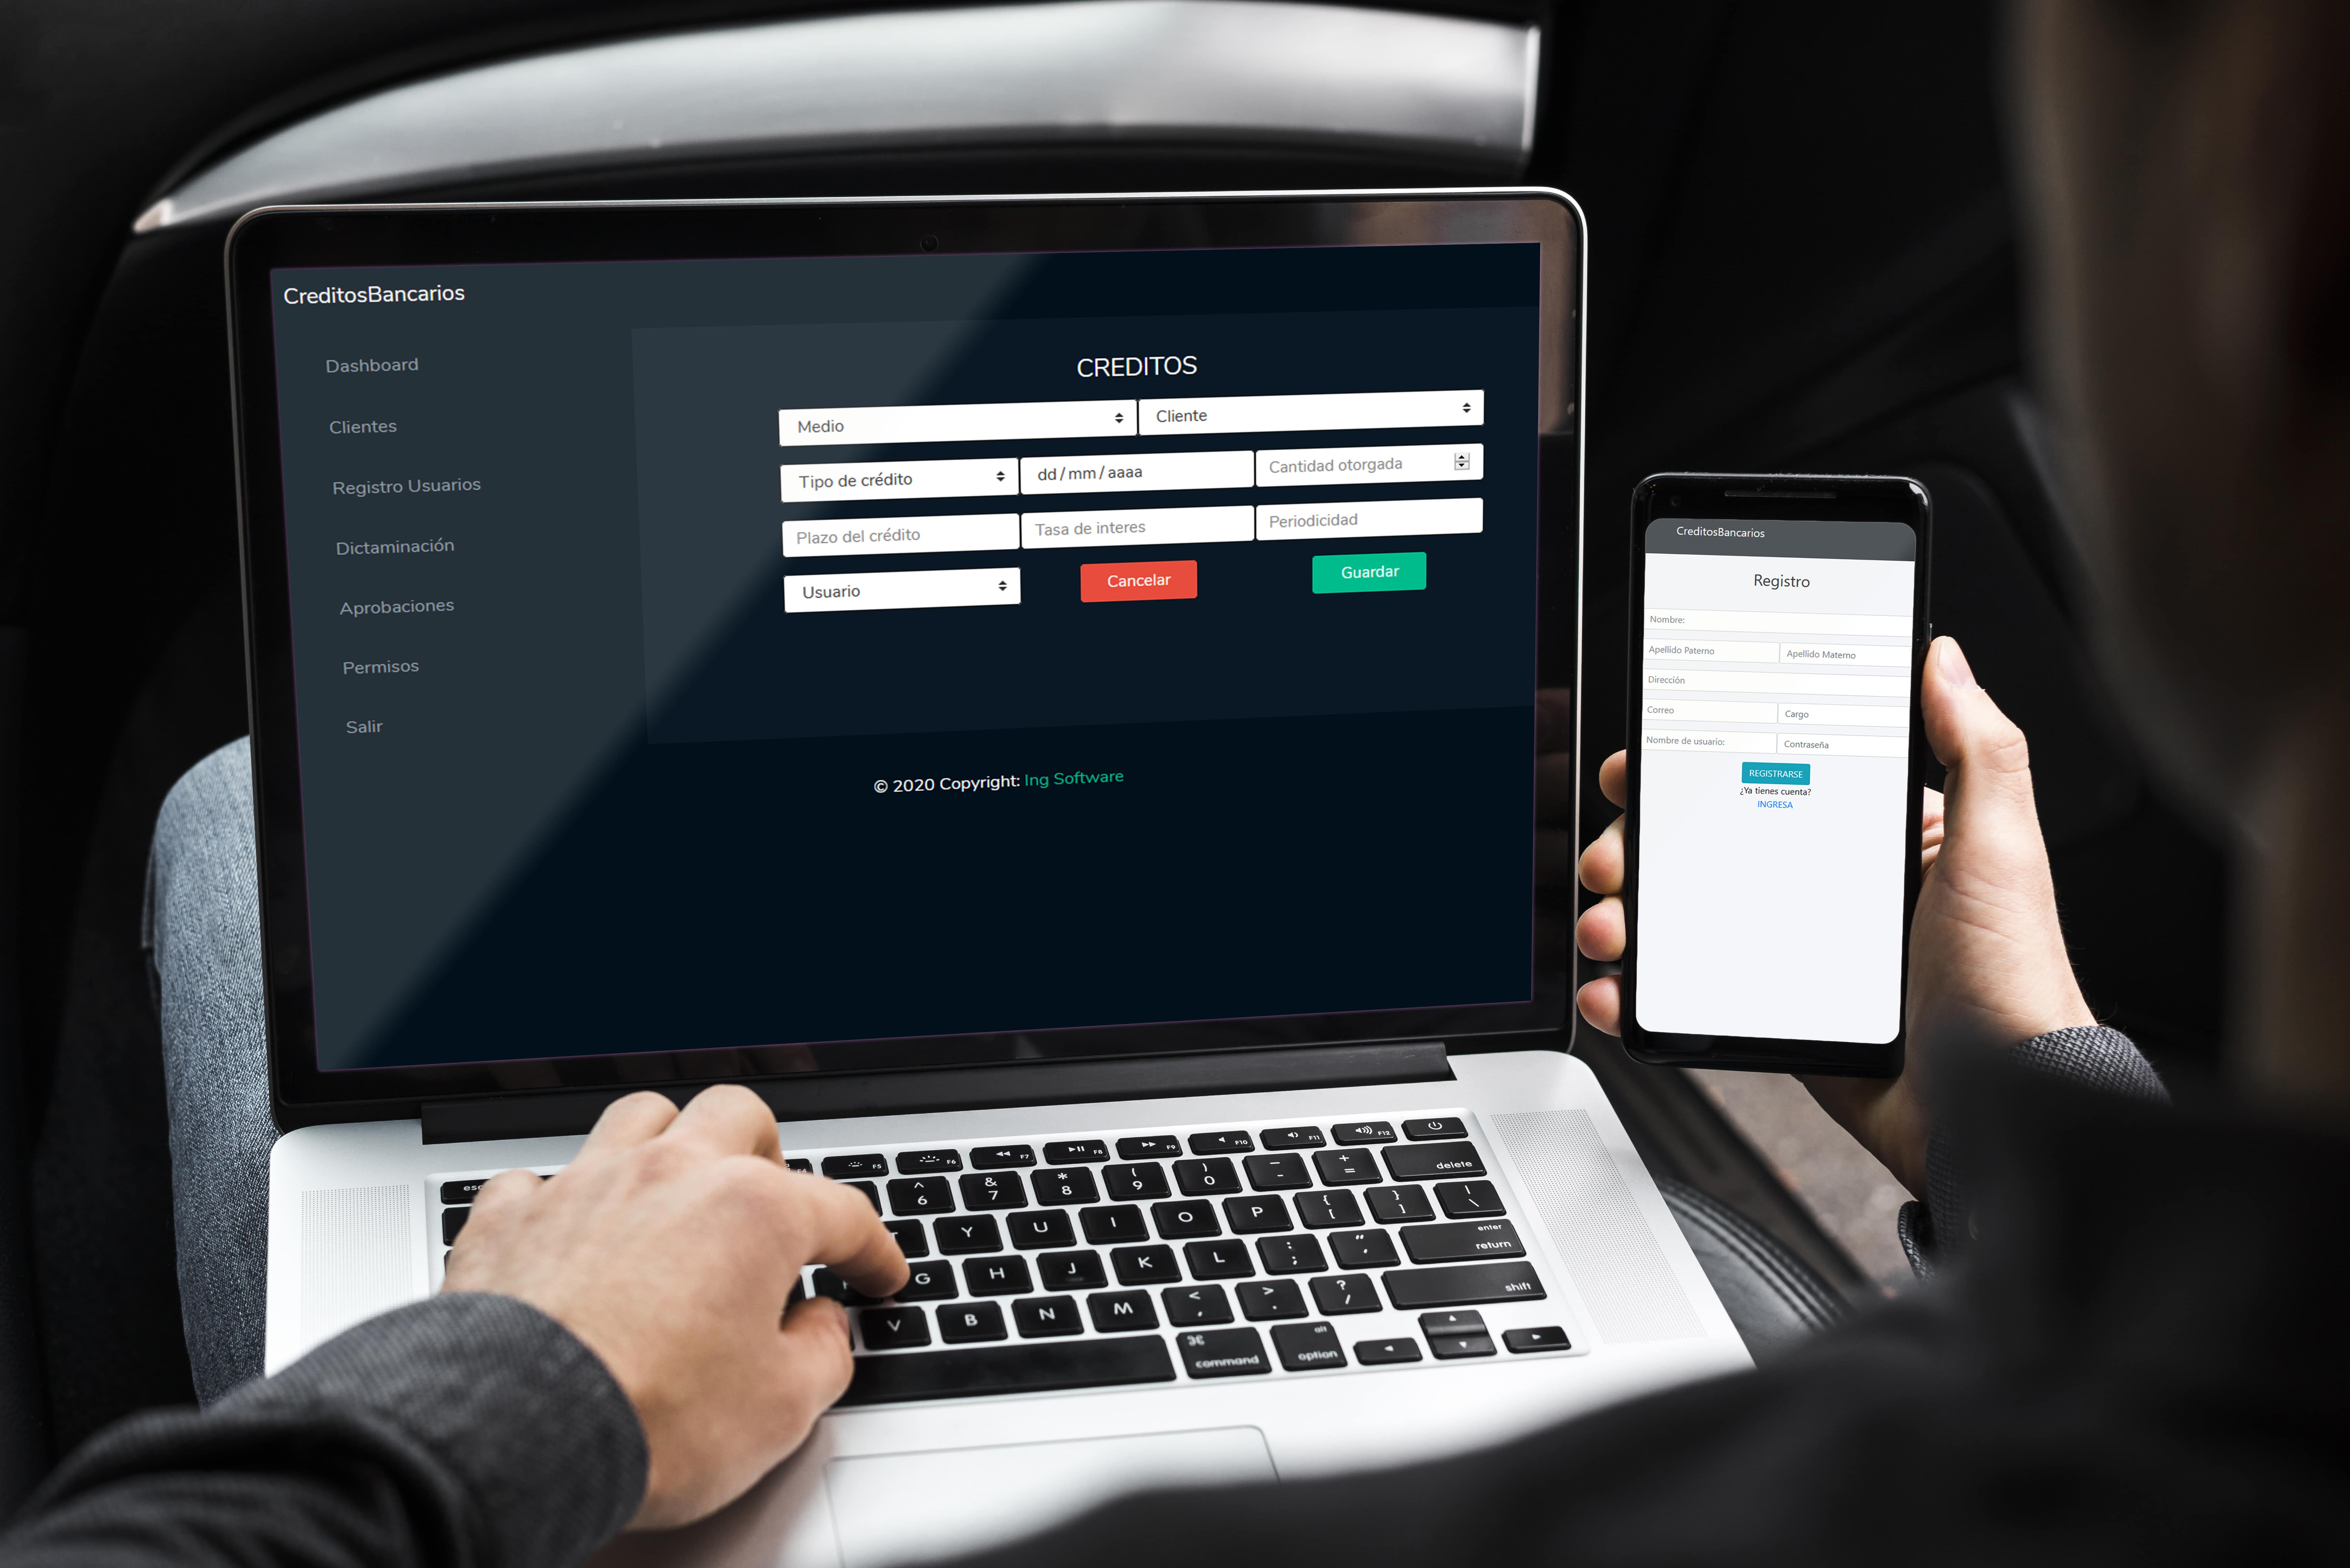 CreditosBancarios
Dashboard
Clientes
Registro Usuarios
Dictaminación
Aprobaciones
Permisos
Salir
CREDITOS
Medio Cliente
Tipo de crédito dd/mm/aaaa Cantidad otorgada
Plazo del crédito Tasa de interes Periodicidad
Usuario Cancelar Guardar
© 2020 Copyright: Ing Software
CreditosBancarios
Registro
Nombre:
Apellido Paterno Apellido Materno
Dirección
Correo Cargo
Nombre de usuario: Contraseña
REGISTRARSE
¿Ya tienes cuenta?
INGRESA
F5 F6 F7 F8 F9 F10 F11 F12
^ 6 & 7 * 8 ( 9 ) 0 _ - + = delete
Y U I O P { [ } ] | \
G H J K L : ; " ' enter return
V B N M < , > . ? / shift
⌘ command alt option